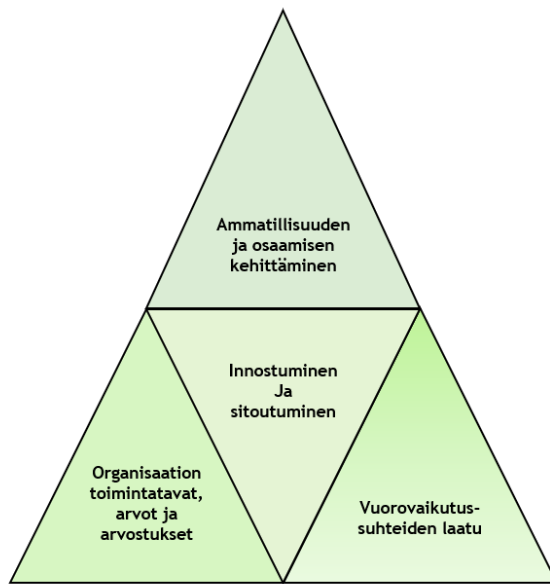 Ammatillisuuden
ja osaamisen
kehittäminen
Innostuminen
Ja
sitoutuminen
Organisaation
toimintatavat,
arvot ja
arvostukset
Vuorovaikutus-
suhteiden laatu